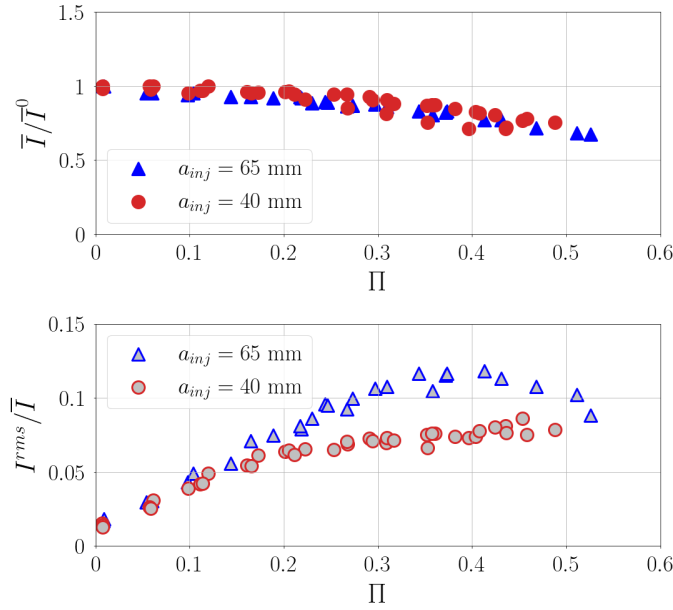 1.5
1
0.5
0
I̅/I̅⁰
a_inj = 65 mm
a_inj = 40 mm
0 0.1 0.2 0.3 0.4 0.5 0.6
Π
0.15
0.1
0.05
0
I^rms/I̅
a_inj = 65 mm
a_inj = 40 mm
0 0.1 0.2 0.3 0.4 0.5 0.6
Π